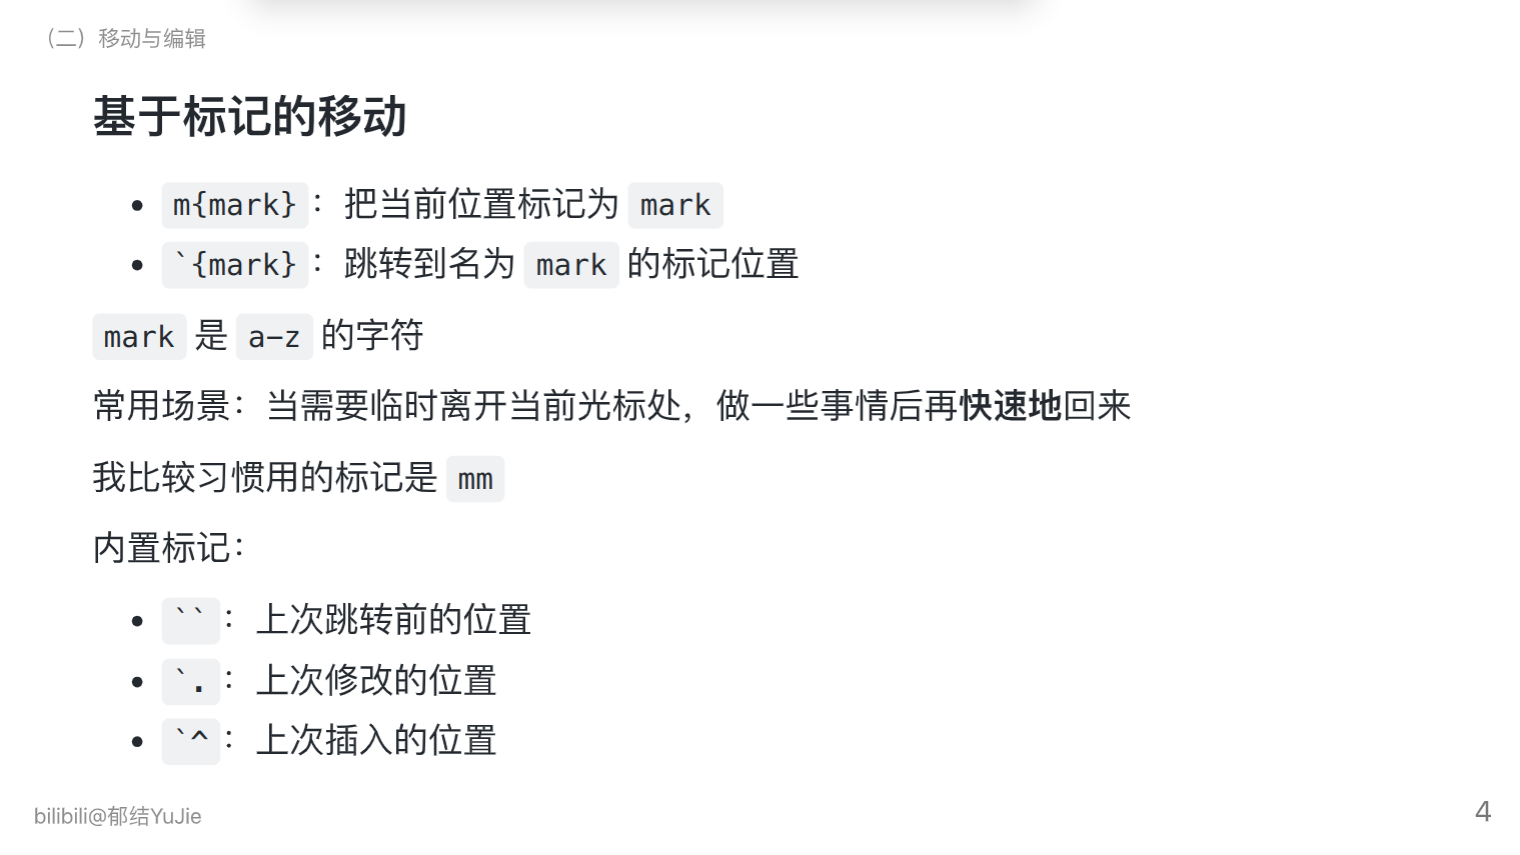 （二）移动与编辑
基于标记的移动
• m{mark}：把当前位置标记为 mark
• `{mark}：跳转到名为 mark 的标记位置
mark 是 a-z 的字符
常用场景：当需要临时离开当前光标处，做一些事情后再快速地回来
我比较习惯用的标记是 mm
内置标记：
• ``：上次跳转前的位置
• `.：上次修改的位置
• `^：上次插入的位置
bilibili@郁结YuJie
4